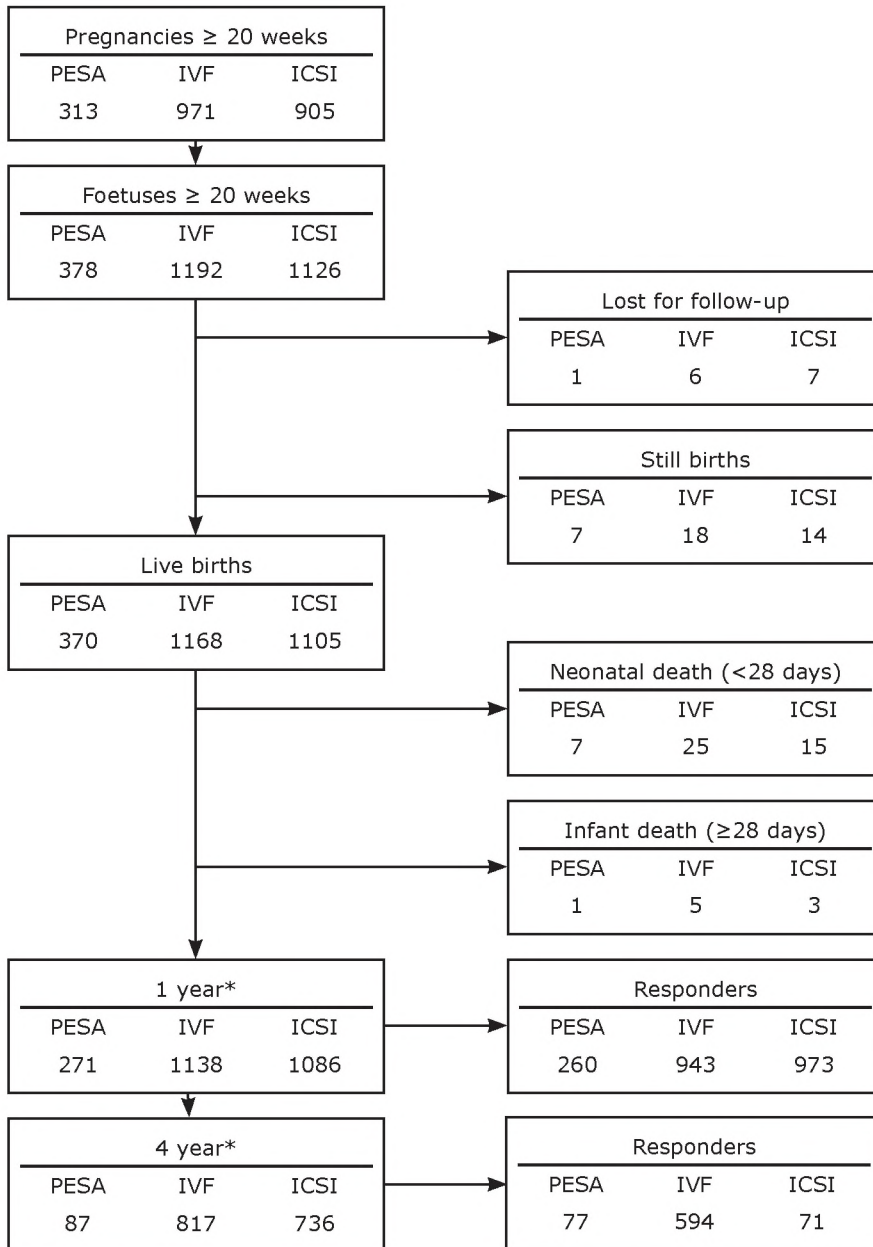 Pregnancies ≥ 20 weeks
PESA IVF ICSI
313 971 905
Foetuses ≥ 20 weeks
PESA IVF ICSI
378 1192 1126
Lost for follow-up
PESA IVF ICSI
1 6 7
Still births
PESA IVF ICSI
7 18 14
Live births
PESA IVF ICSI
370 1168 1105
Neonatal death (<28 days)
PESA IVF ICSI
7 25 15
Infant death (≥28 days)
PESA IVF ICSI
1 5 3
1 year*
PESA IVF ICSI
271 1138 1086
Responders
PESA IVF ICSI
260 943 973
4 year*
PESA IVF ICSI
87 817 736
Responders
PESA IVF ICSI
77 594 71